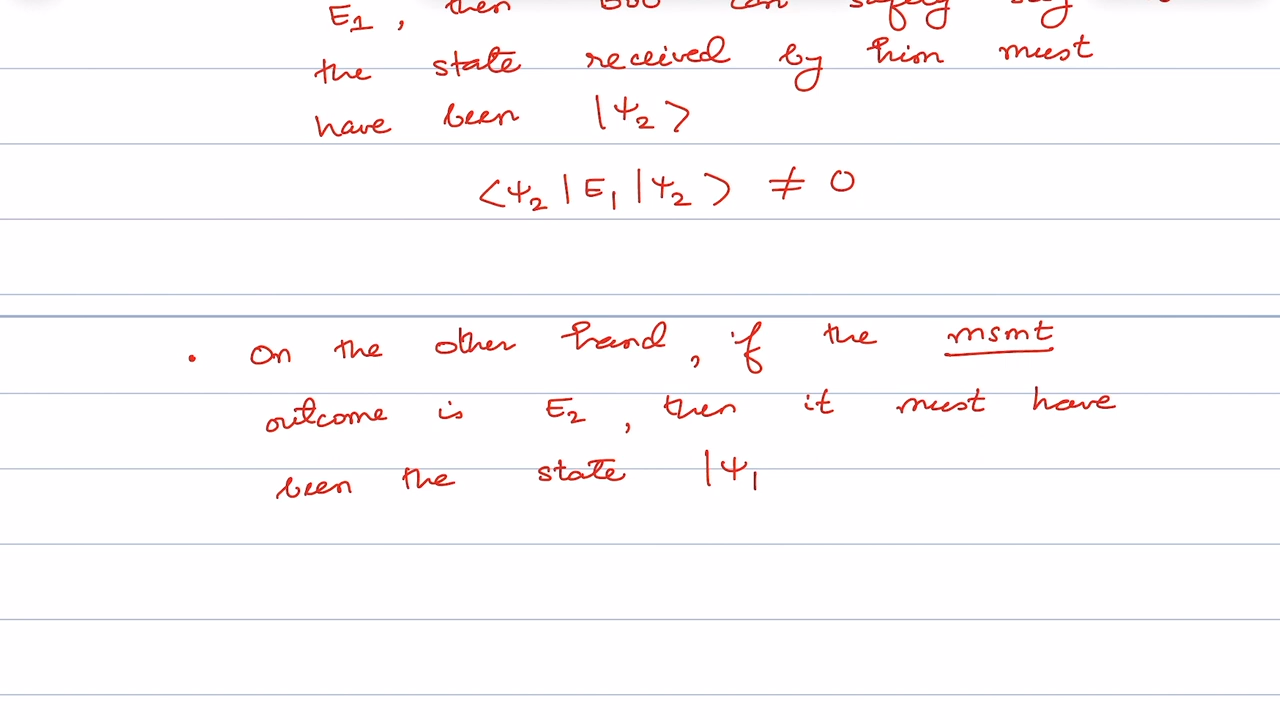 E₁, then Bob can safely say
the state received by him must
have been |ψ₂>
<ψ₂|E₁|ψ₂> ≠ 0
. On the other hand, if the msmt
outcome is E₂, then it must have
been the state |ψ₁